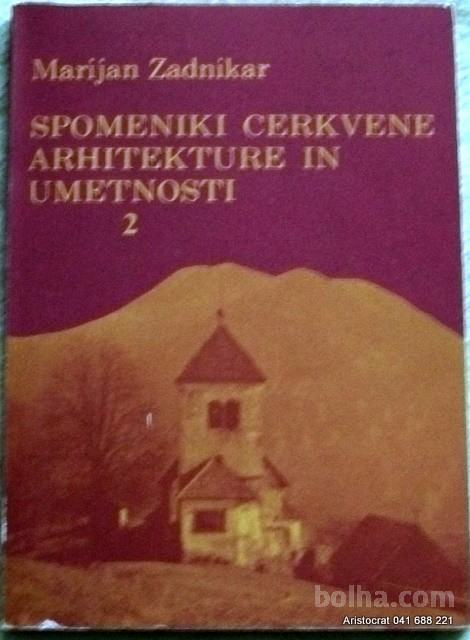 Marijan Zadnikar
SPOMENIKI CERKVENE
ARHITEKTURE IN
UMETNOSTI
2
bolha.com
Aristocrat 041 688 221